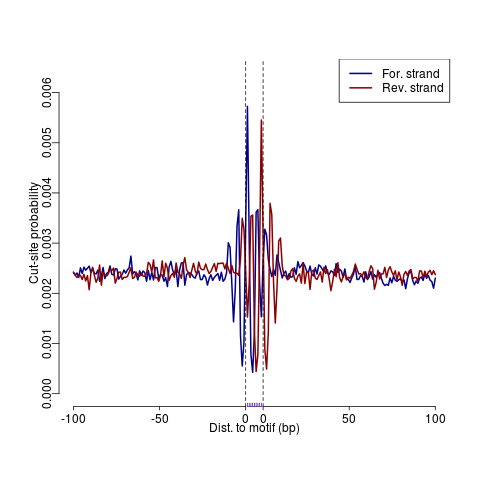 For. strand
Rev. strand
0.006
0.005
0.004
0.003
0.002
0.001
0.000
Cut-site probability
-100 -50 0 0 50 100
Dist. to motif (bp)